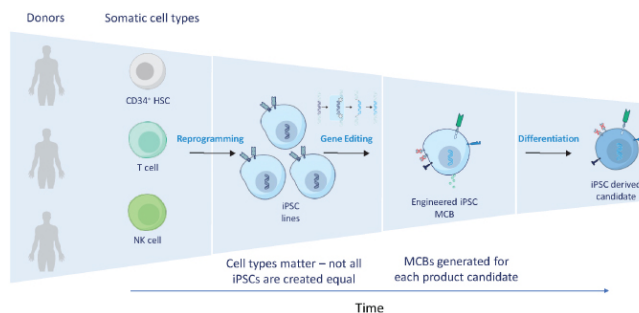 Donors
Somatic cell types
CD34⁺ HSC
T cell
NK cell
Reprogramming
iPSC
lines
Gene Editing
Engineered iPSC
MCB
Differentiation
iPSC derived
candidate
Cell types matter – not all
iPSCs are created equal
MCBs generated for
each product candidate
Time